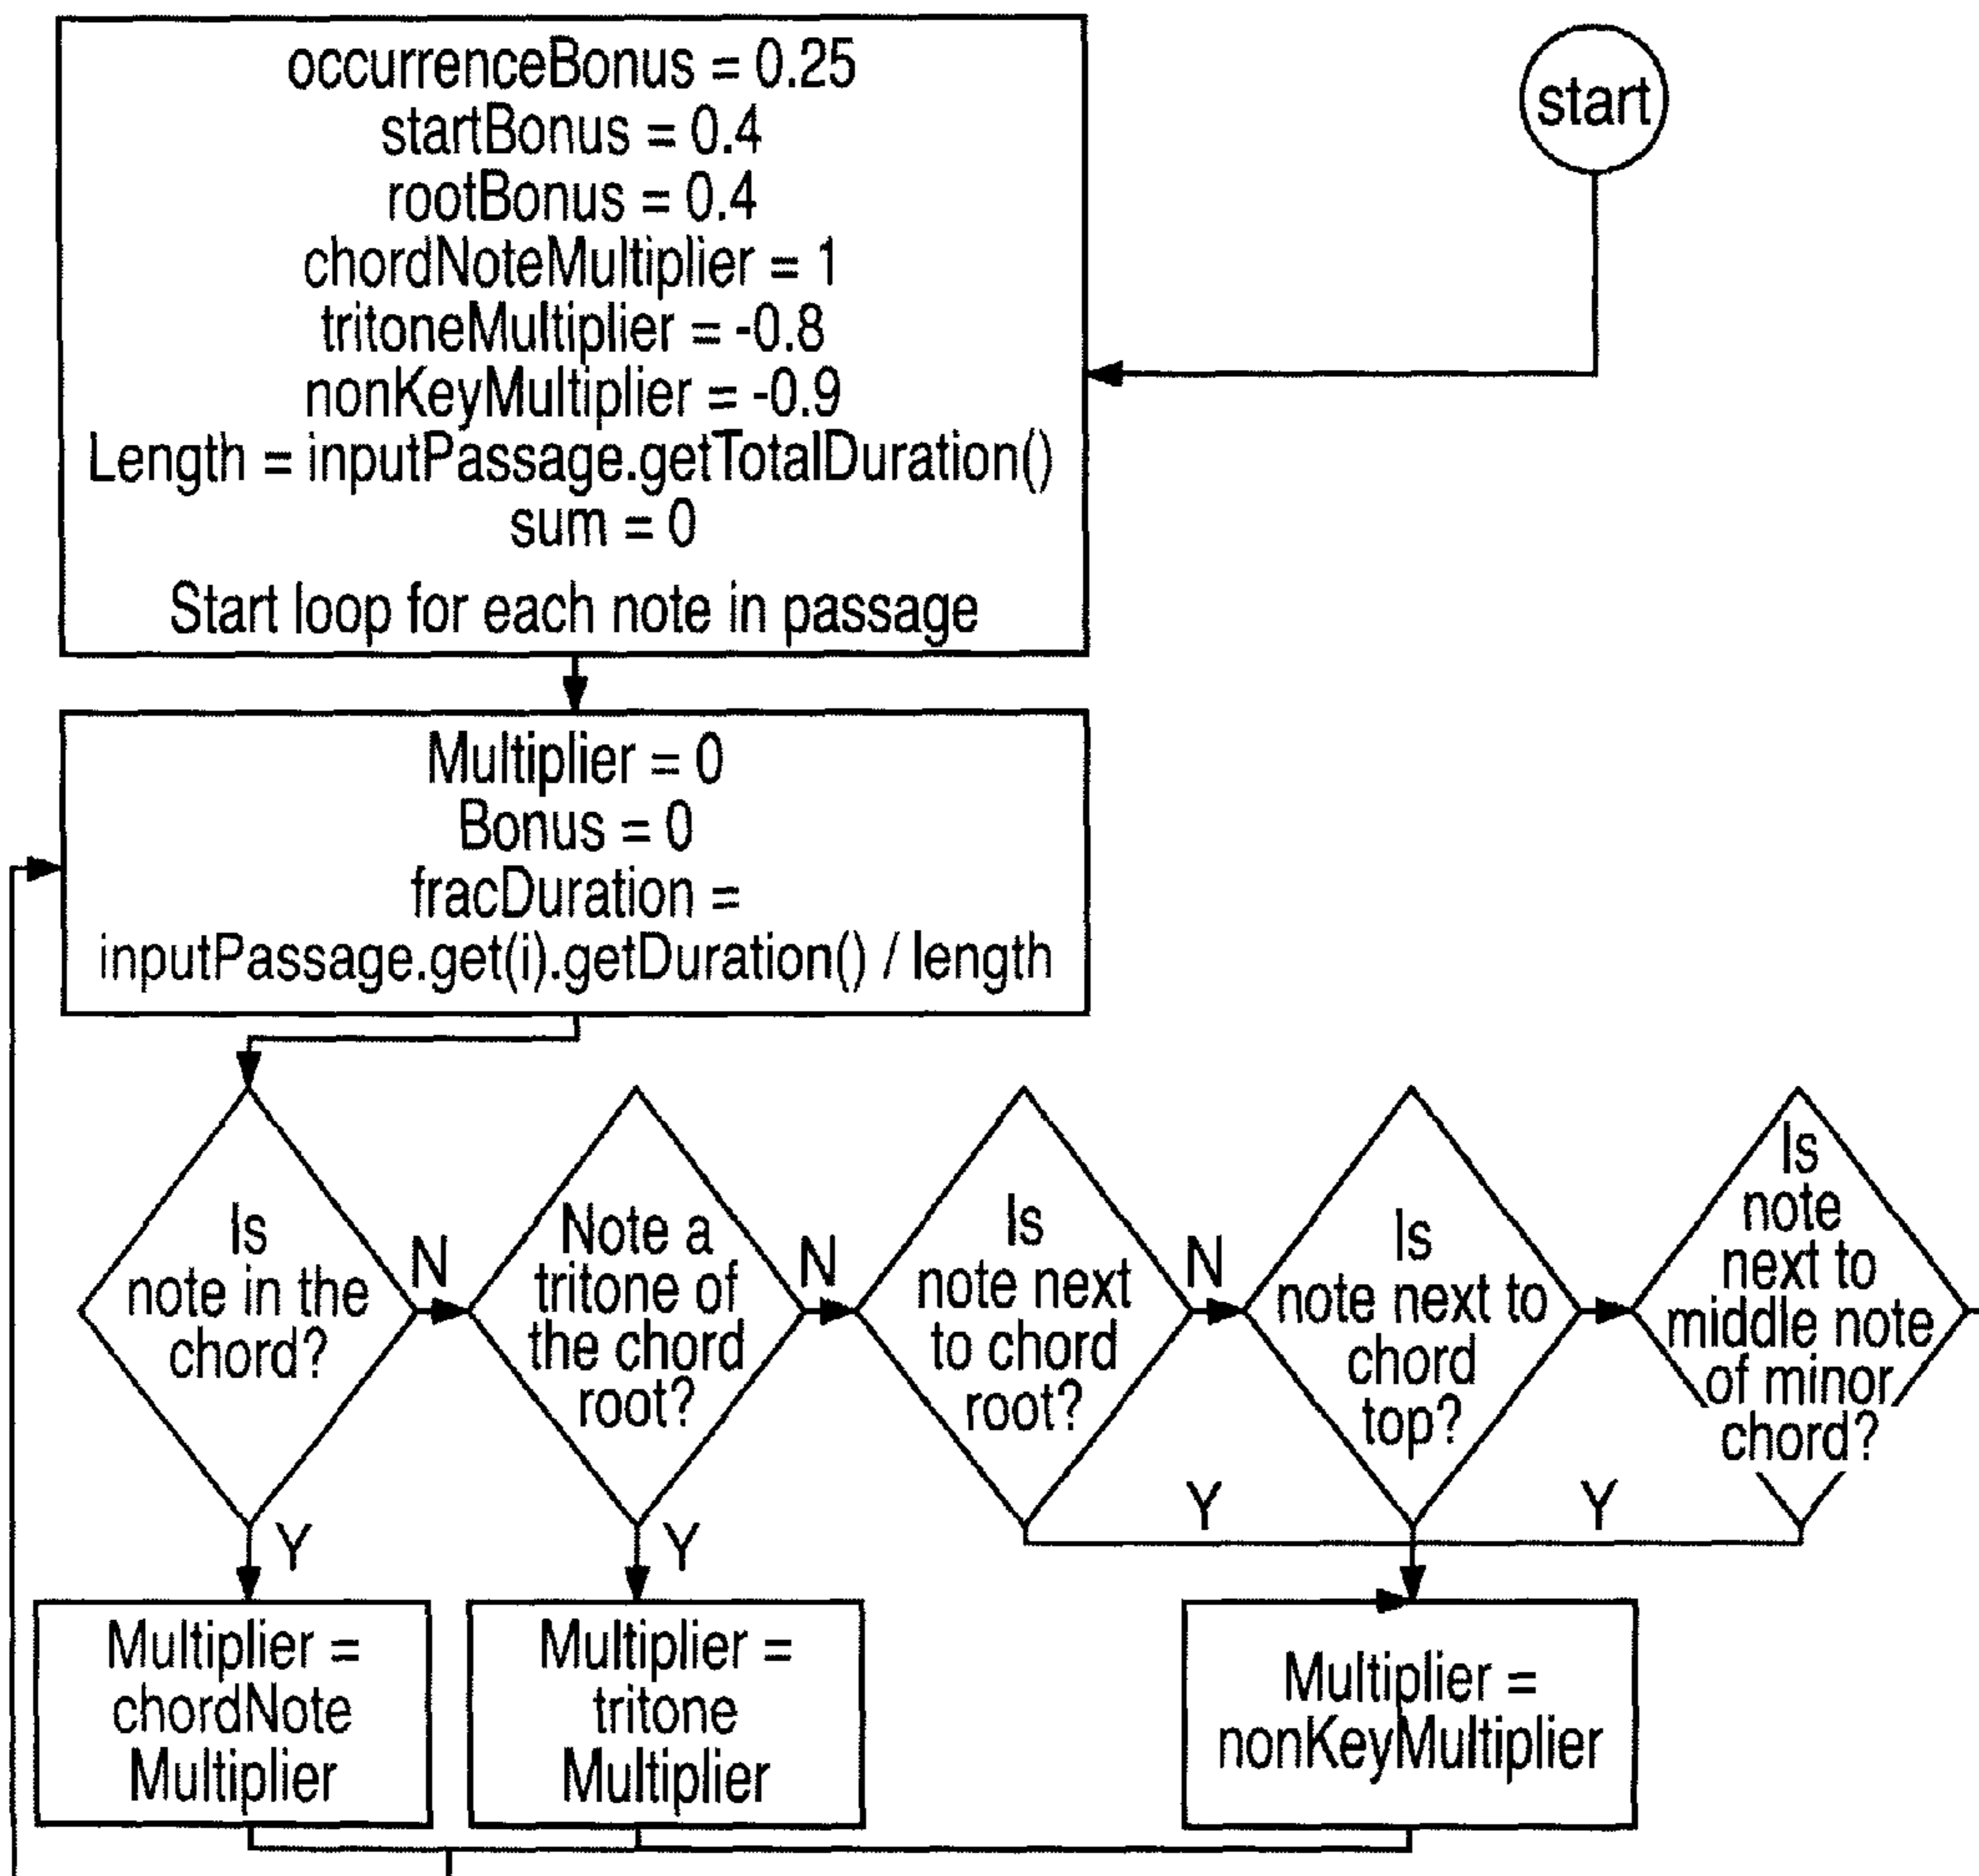 occurrenceBonus = 0.25
startBonus = 0.4
rootBonus = 0.4
chordNoteMultiplier = 1
tritoneMultiplier = -0.8
nonKeyMultiplier = -0.9
Length = inputPassage.getTotalDuration()
sum = 0
Start loop for each note in passage
start
Multiplier = 0
Bonus = 0
fracDuration =
inputPassage.get(i).getDuration() / length
Is
note in the
chord?
N
Y
Note a
tritone of
the chord
root?
N
Y
Is
note next
to chord
root?
N
Y
Is
note next to
chord
top?
Y
Is
note
next to
middle note
of minor
chord?
Multiplier =
chordNote
Multiplier
Multiplier =
tritone
Multiplier
Multiplier =
nonKeyMultiplier